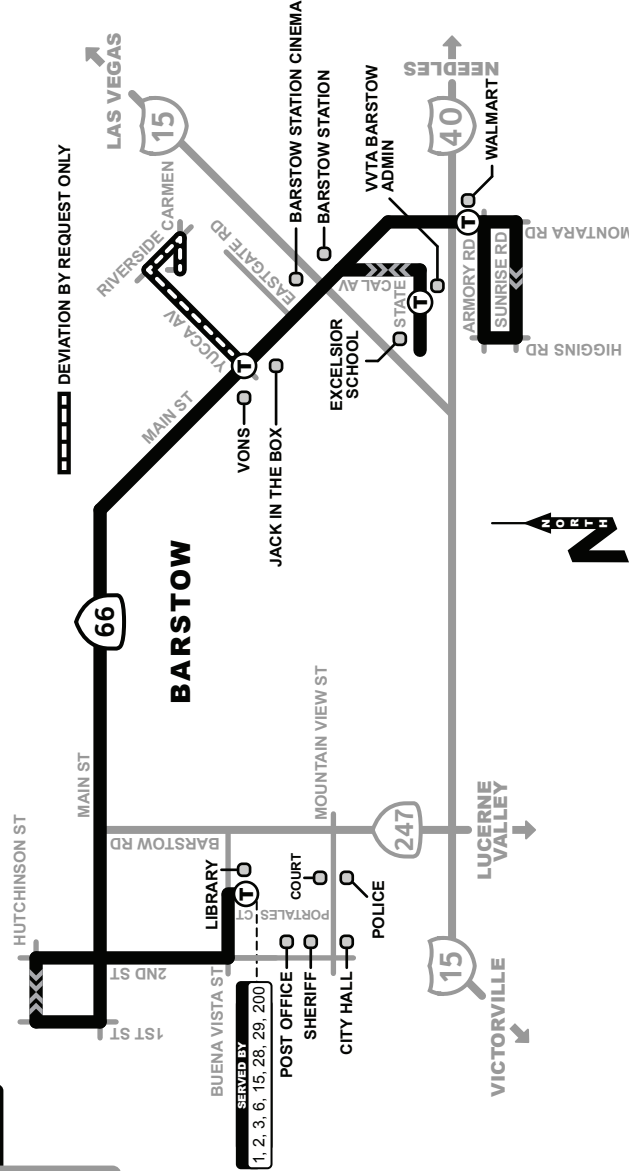 LAS VEGAS
15
DEVIATION BY REQUEST ONLY
CARMEN
RIVERSIDE
YUCCA AV
EASTGATE RD
BARSTOW STATION CINEMA
BARSTOW STATION
VVTA BARSTOW
ADMIN
NEEDLES
40
WALMART
MAIN ST
T
VONS
JACK IN THE BOX
EXCELSIOR
SCHOOL
STATE
CAL AV
T
T
ARMORY RD
SUNRISE RD
MONTARA RD
HIGGINS RD
66
BARSTOW
NORTH
N
MAIN ST
HUTCHINSON ST
1ST ST
2ND ST
BARSTOW RD
MOUNTAIN VIEW ST
LIBRARY
T
COURT
PORTALES CT
POLICE
BUENA VISTA ST
POST OFFICE
SHERIFF
CITY HALL
SERVED BY
1, 2, 3, 6, 15, 28, 29, 200
247
LUCERNE
VALLEY
15
VICTORVILLE